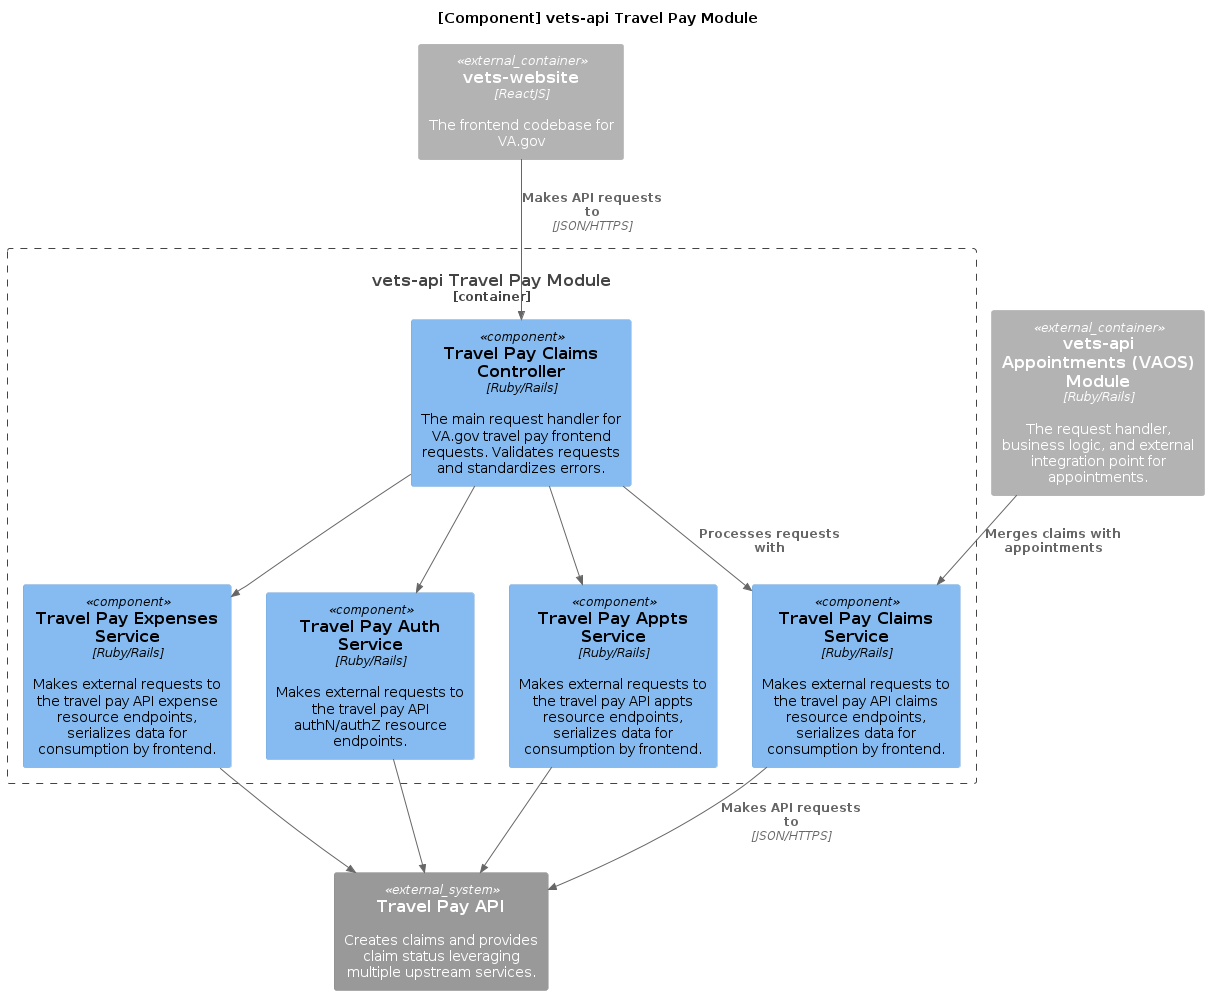 [Component] vets-api Travel Pay Module
«external_container»
vets-website
[ReactJS]
The frontend codebase for
VA.gov
Makes API requests
to
[JSON/HTTPS]
vets-api Travel Pay Module
[container]
«component»
Travel Pay Claims
Controller
[Ruby/Rails]
The main request handler for
VA.gov travel pay frontend
requests. Validates requests
and standardizes errors.
«external_container»
vets-api
Appointments (VAOS)
Module
[Ruby/Rails]
The request handler,
business logic, and external
integration point for
appointments.
Processes requests
with
Merges claims with
appointments
«component»
Travel Pay Expenses
Service
[Ruby/Rails]
Makes external requests to
the travel pay API expense
resource endpoints,
serializes data for
consumption by frontend.
«component»
Travel Pay Auth
Service
[Ruby/Rails]
Makes external requests to
the travel pay API
authN/authZ resource
endpoints.
«component»
Travel Pay Appts
Service
[Ruby/Rails]
Makes external requests to
the travel pay API appts
resource endpoints,
serializes data for
consumption by frontend.
«component»
Travel Pay Claims
Service
[Ruby/Rails]
Makes external requests to
the travel pay API claims
resource endpoints,
serializes data for
consumption by frontend.
Makes API requests
to
[JSON/HTTPS]
«external_system»
Travel Pay API
Creates claims and provides
claim status leveraging
multiple upstream services.